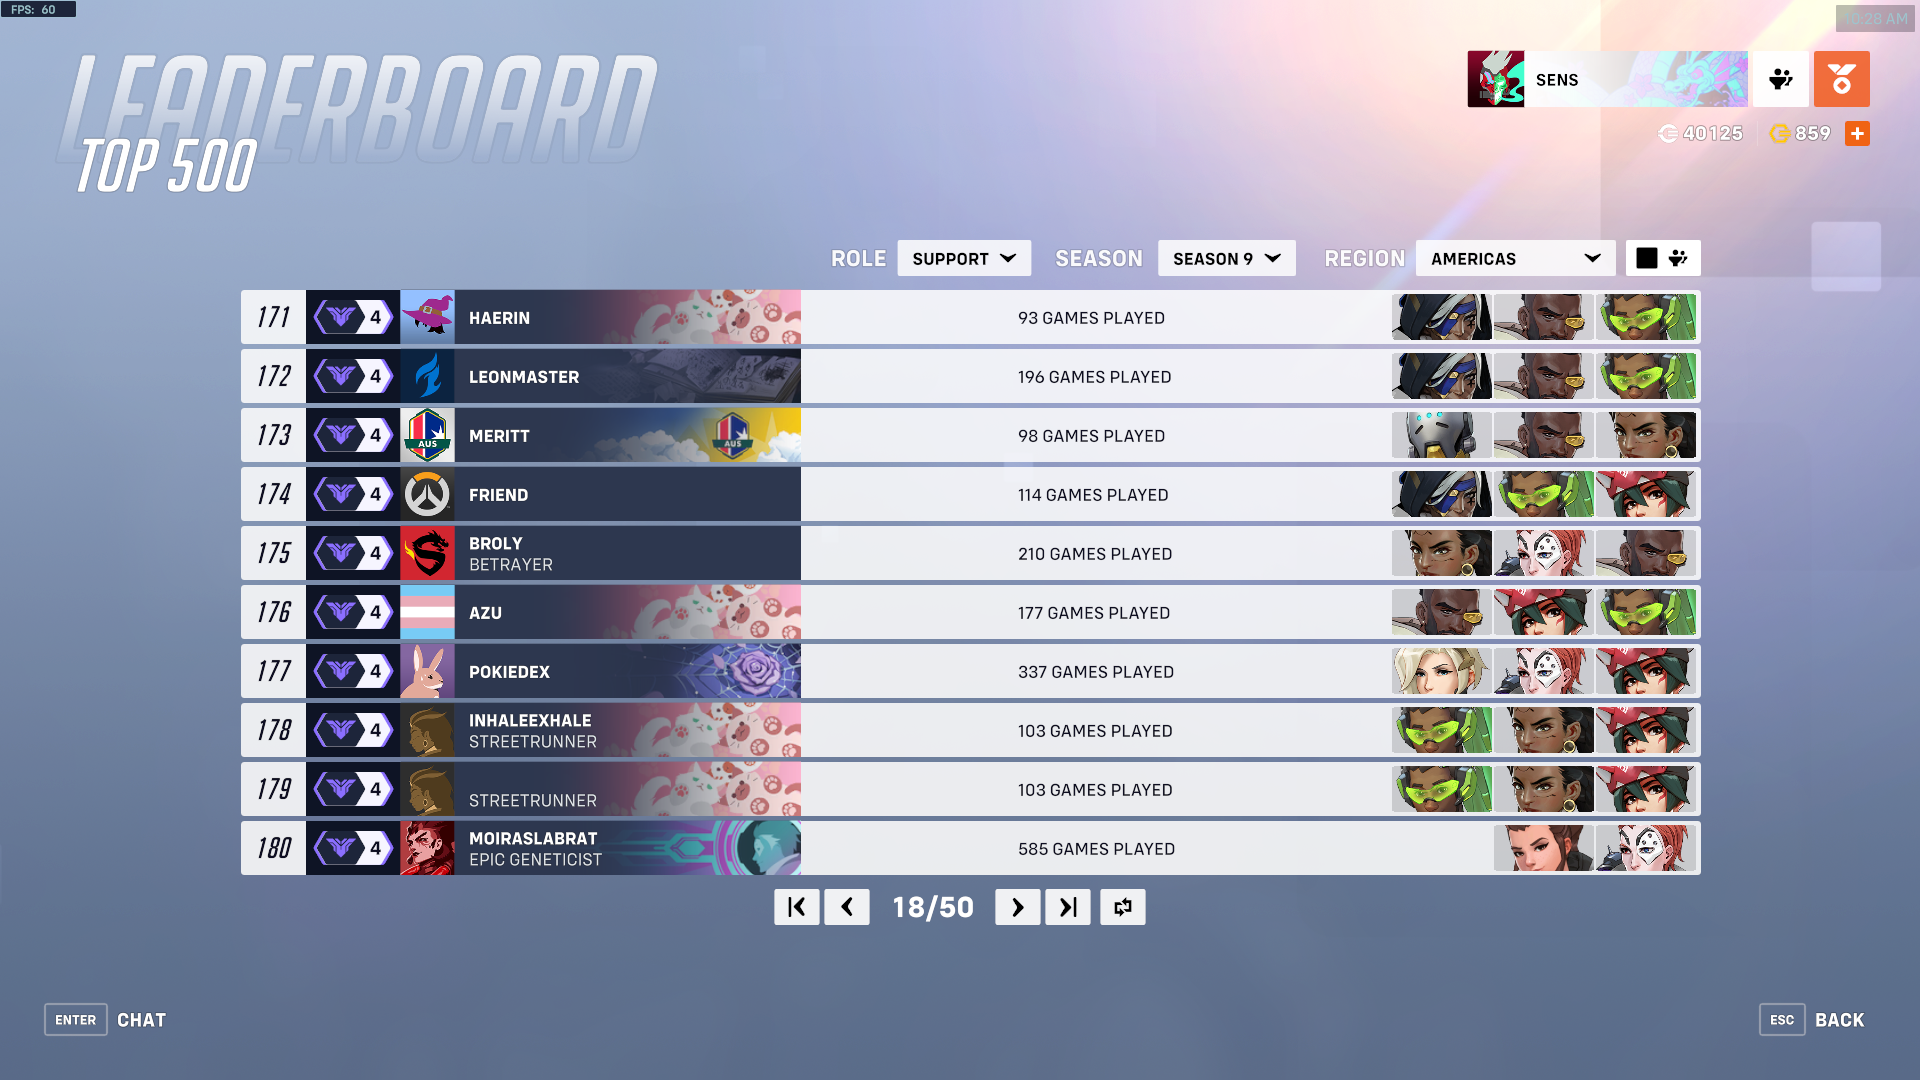 FPS: 60
10:28 AM
LEADERBOARD
TOP 500
SENS
40125 859
ROLE SUPPORT SEASON SEASON 9 REGION AMERICAS
171 4 HAERIN 93 GAMES PLAYED
172 4 LEONMASTER 196 GAMES PLAYED
173 4 AUS MERITT AUS 98 GAMES PLAYED
174 4 FRIEND 114 GAMES PLAYED
175 4 BROLY 210 GAMES PLAYED
BETRAYER
176 4 AZU 177 GAMES PLAYED
177 4 POKIEDEX 337 GAMES PLAYED
178 4 INHALEEXHALE 103 GAMES PLAYED
STREETRUNNER
179 4 STREETRUNNER 103 GAMES PLAYED
180 4 MOIRASLABRAT 585 GAMES PLAYED
EPIC GENETICIST
18/50
ENTER CHAT
ESC BACK